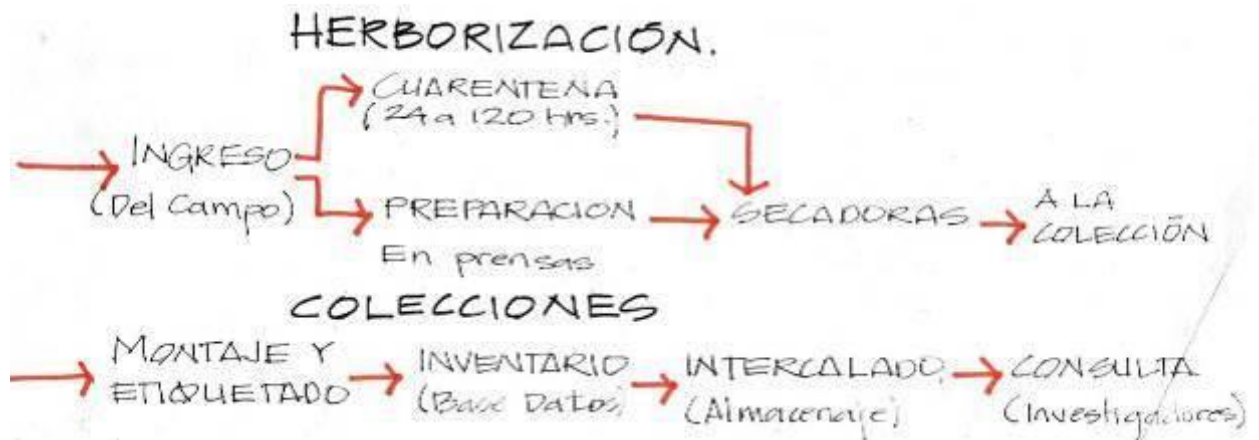 HERBORIZACIÓN.
CUARENTENA
(24 a 120 Hrs.)
INGRESO
(Del Campo)
PREPARACION
En prensas
SECADORAS
A LA
COLECCIÓN
COLECCIONES
MONTAJE Y
ETIQUETADO
INVENTARIO
(Base Datos)
INTERCALADO
(Almacenaje)
CONSULTA
(Investigadores)